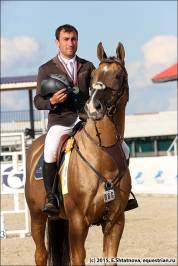 (c) 2015, E.Shtatnova, equestrian.ru